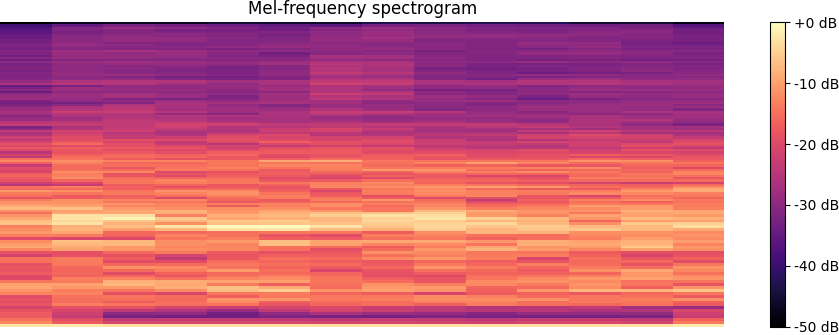 Mel-frequency spectrogram
+0 dB
-10 dB
-20 dB
-30 dB
-40 dB
-50 dB